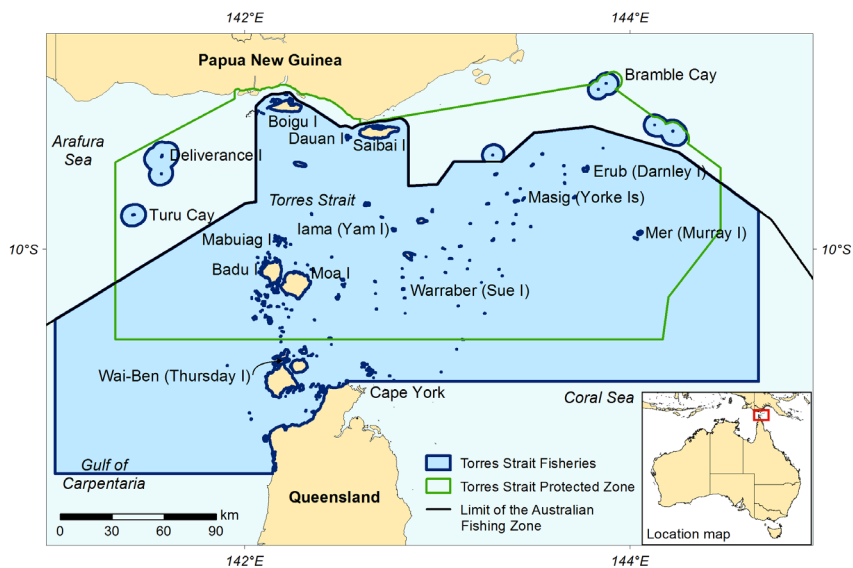 142°E
144°E
Papua New Guinea
Bramble Cay
Arafura
Sea
Boigu I
Dauan I
Saibai I
Deliverance I
Erub (Darnley I)
Torres Strait
Masig (Yorke Is)
Turu Cay
Iama (Yam I)
Mabuiag I
Mer (Murray I)
10°S
10°S
Badu I
Moa I
Warraber (Sue I)
Wai-Ben (Thursday I)
Cape York
Coral Sea
Gulf of
Carpentaria
Queensland
Torres Strait Fisheries
Torres Strait Protected Zone
Limit of the Australian
Fishing Zone
km
0 30 60 90
Location map
142°E
144°E